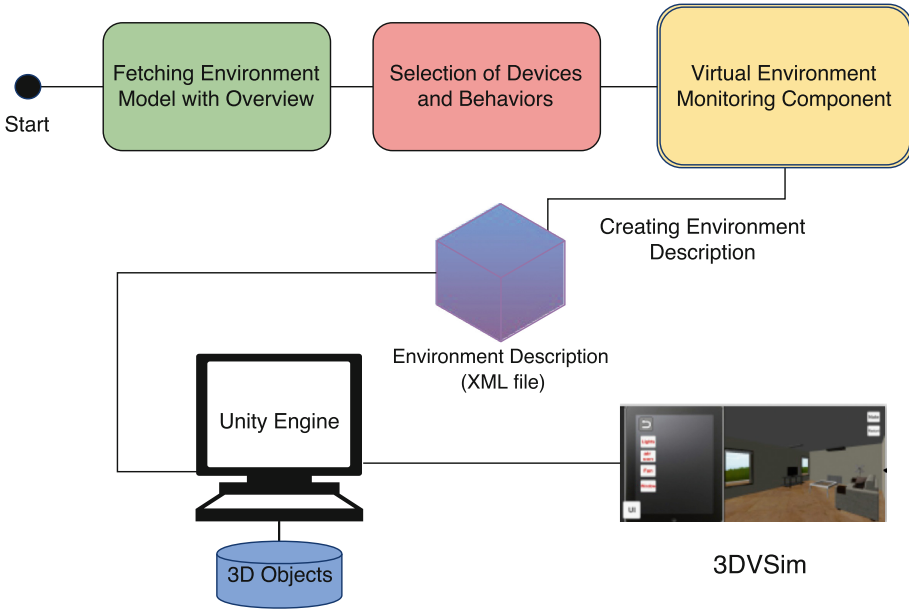 Fetching Environment
Model with Overview
Selection of Devices
and Behaviors
Virtual Environment
Monitoring Component
Start
Creating Environment
Description
Environment Description
(XML file)
Unity Engine
Lights
Fan
Window
UI
3D Objects
3DVSim